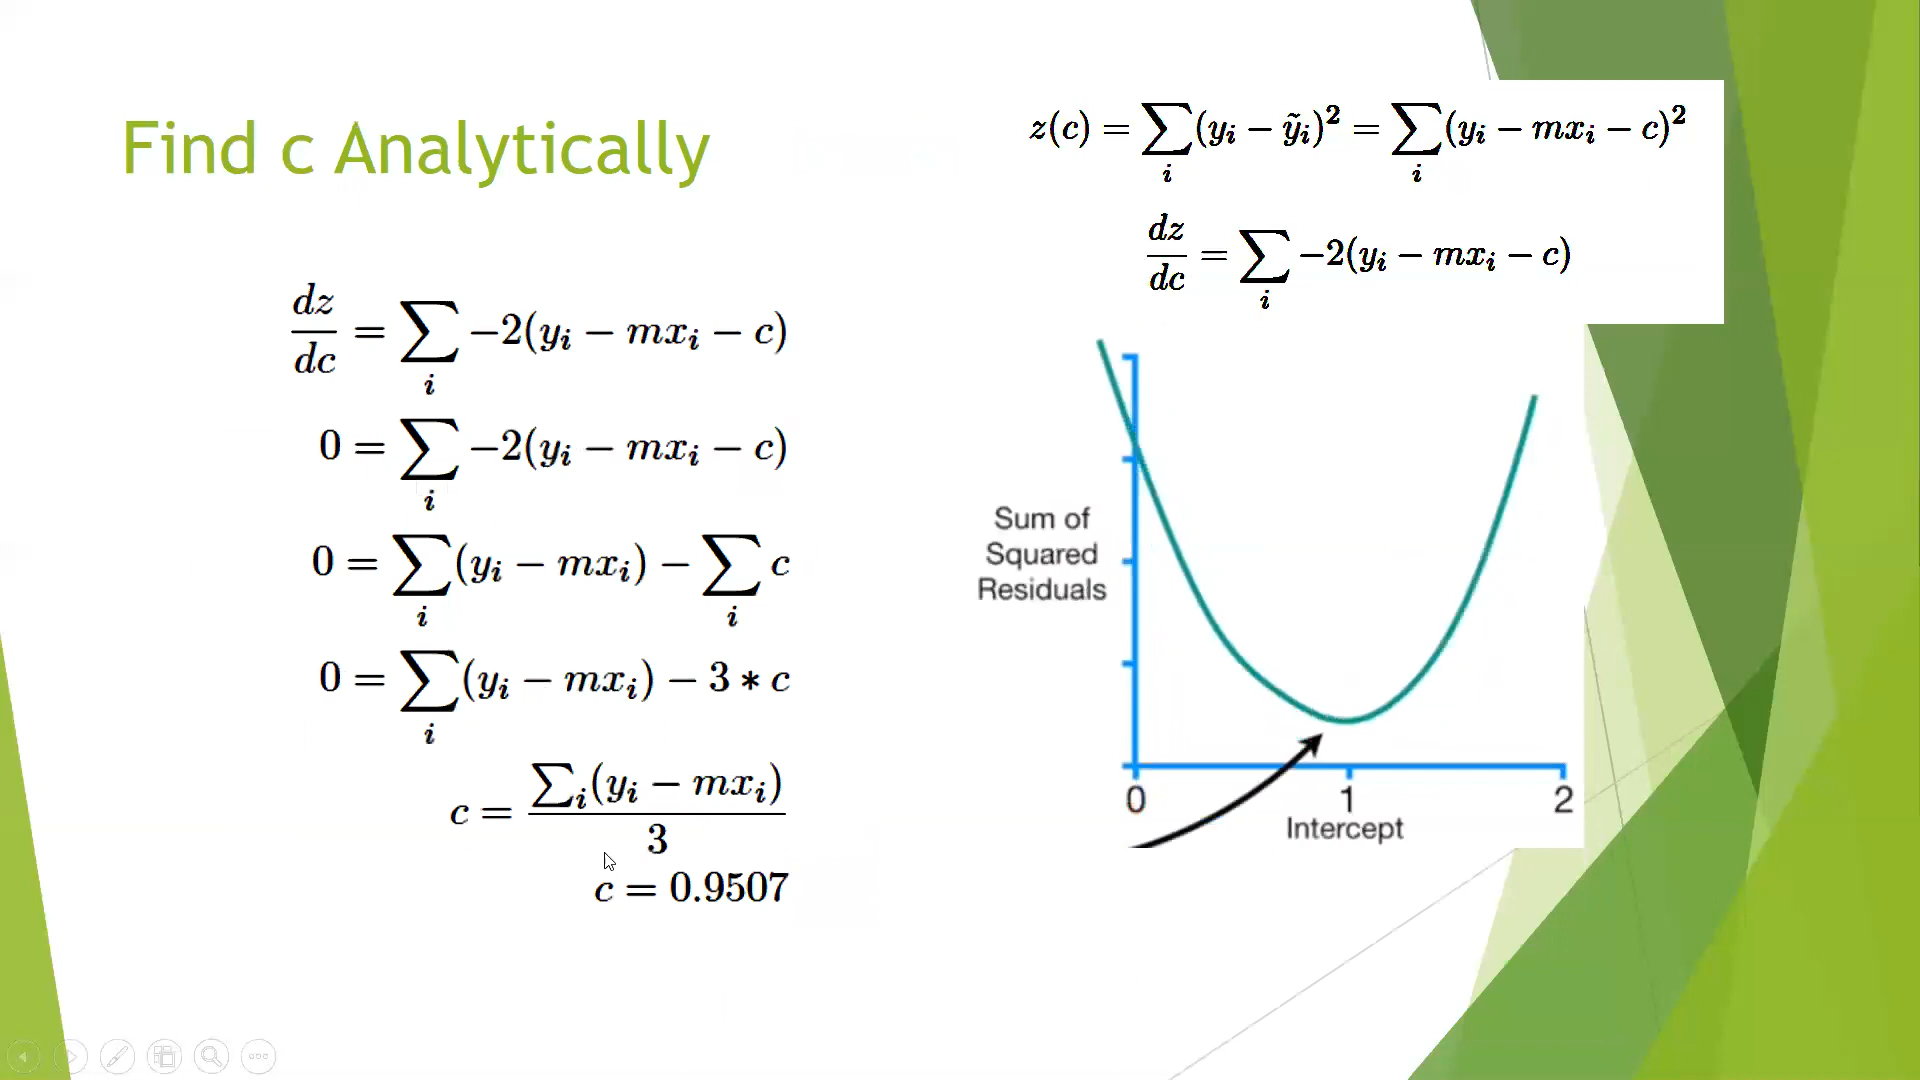 Find c Analytically
z(c) = ∑_i (y_i − ỹ_i)² = ∑_i (y_i − mx_i − c)²
dz/dc = ∑_i −2(y_i − mx_i − c)
dz/dc = ∑_i −2(y_i − mx_i − c)
0 = ∑_i −2(y_i − mx_i − c)
0 = ∑_i (y_i − mx_i) − ∑_i c
0 = ∑_i (y_i − mx_i) − 3 ∗ c
c = ∑_i (y_i − mx_i) / 3
c = 0.9507
Sum of
Squared
Residuals
0 1 2
Intercept